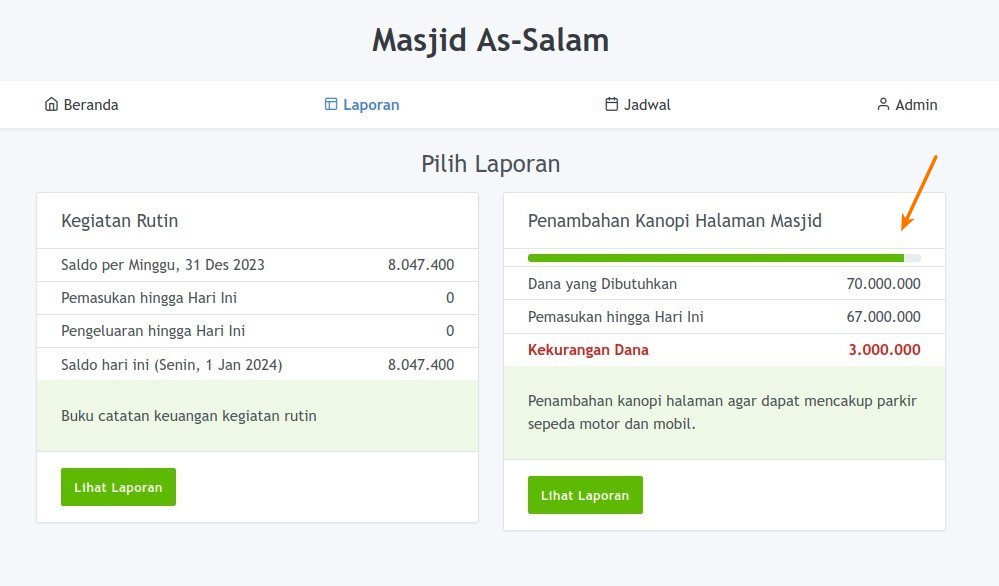 Masjid As-Salam
Beranda
Laporan
Jadwal
Admin
Pilih Laporan
Kegiatan Rutin
Saldo per Minggu, 31 Des 2023 8.047.400
Pemasukan hingga Hari Ini 0
Pengeluaran hingga Hari Ini 0
Saldo hari ini (Senin, 1 Jan 2024) 8.047.400
Buku catatan keuangan kegiatan rutin
Lihat Laporan
Penambahan Kanopi Halaman Masjid
Dana yang Dibutuhkan 70.000.000
Pemasukan hingga Hari Ini 67.000.000
Kekurangan Dana 3.000.000
Penambahan kanopi halaman agar dapat mencakup parkir
sepeda motor dan mobil.
Lihat Laporan